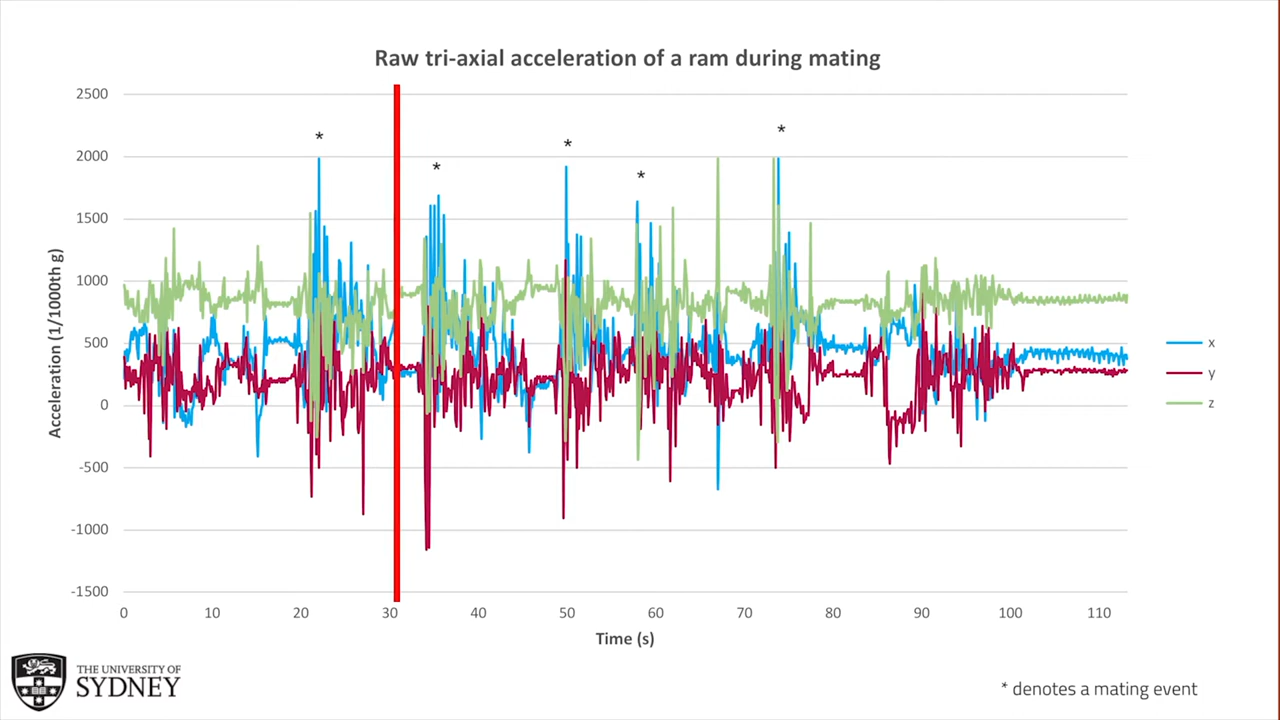 Raw tri-axial acceleration of a ram during mating
2500
2000
1500
1000
500
0
-500
-1000
-1500
Acceleration (1/1000th g)
* * * * *
0 10 20 30 40 50 60 70 80 90 100 110
Time (s)
x
y
z
THE UNIVERSITY OF
SYDNEY
* denotes a mating event